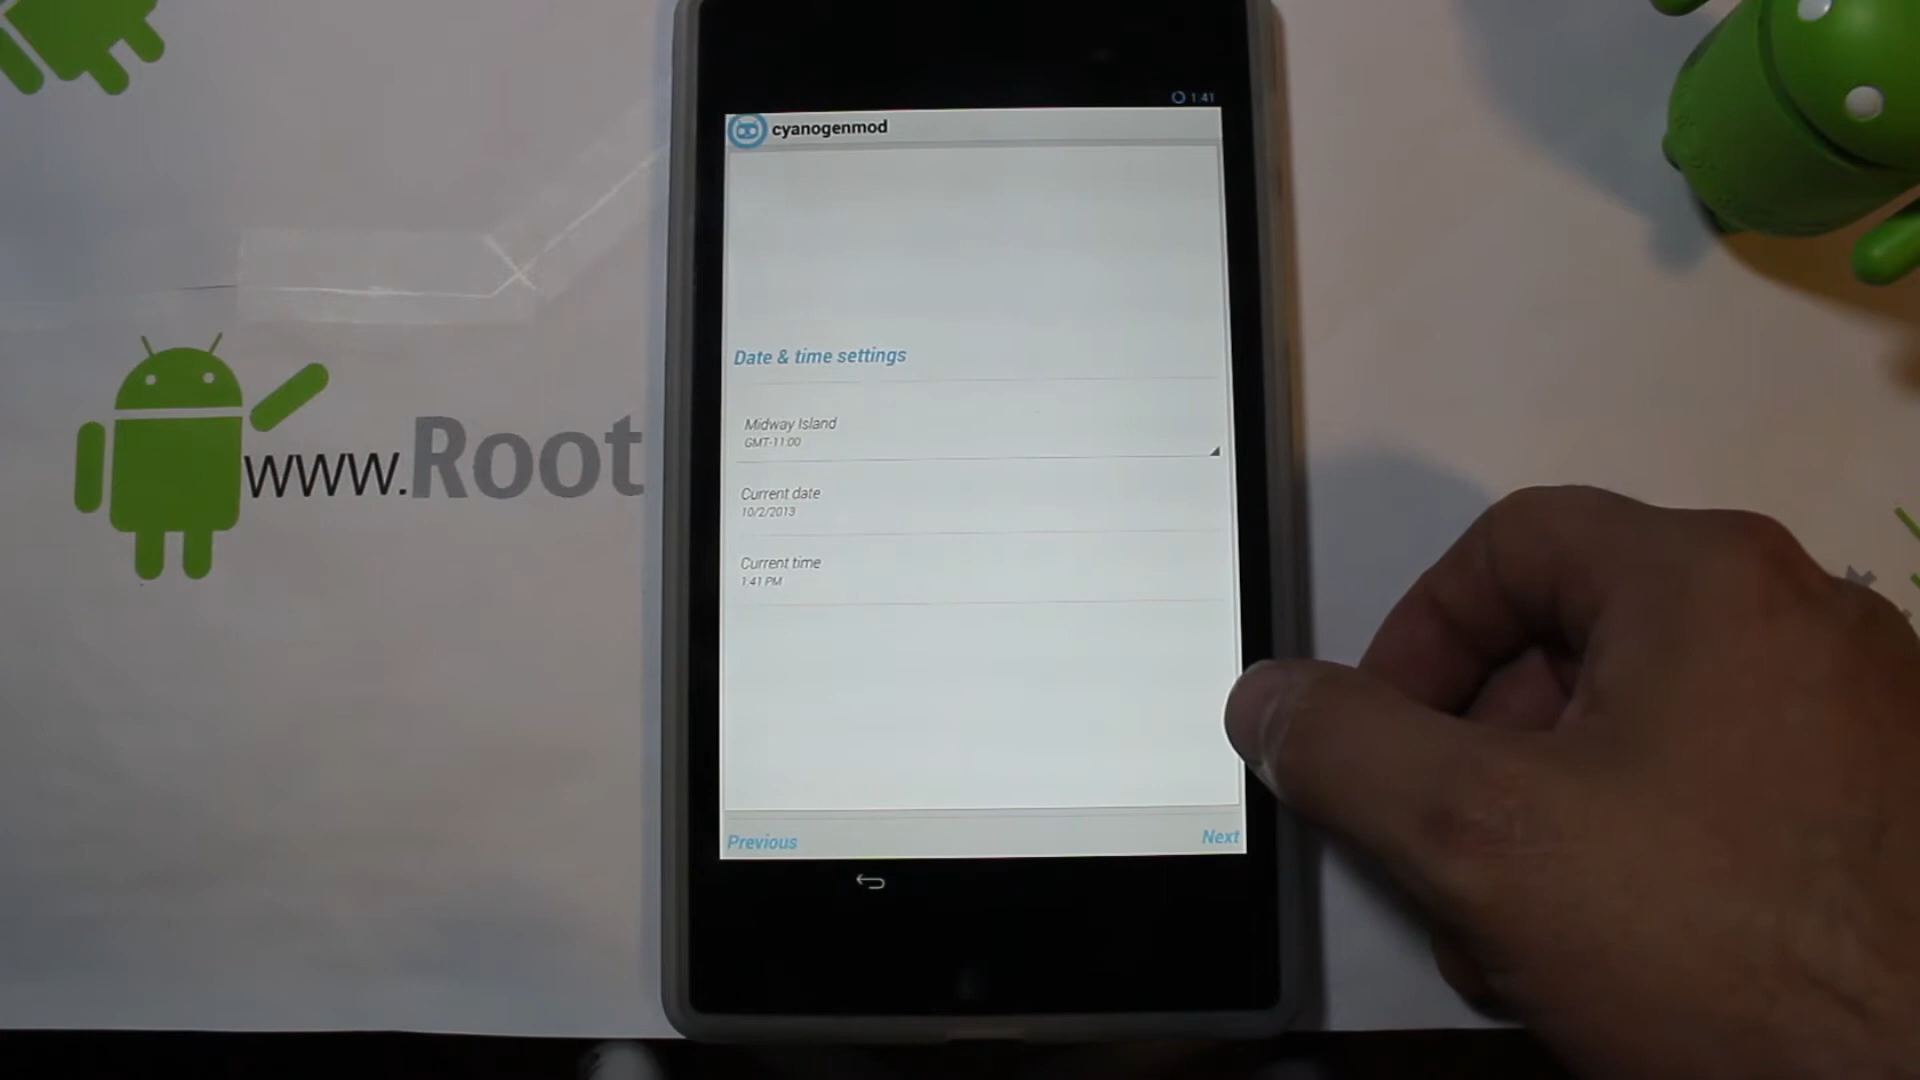 1:41
cyanogenmod
Date & time settings
Midway Island
GMT-11:00
www.Root
Current date
10/2/2013
Current time
1:41 PM
Previous
Next